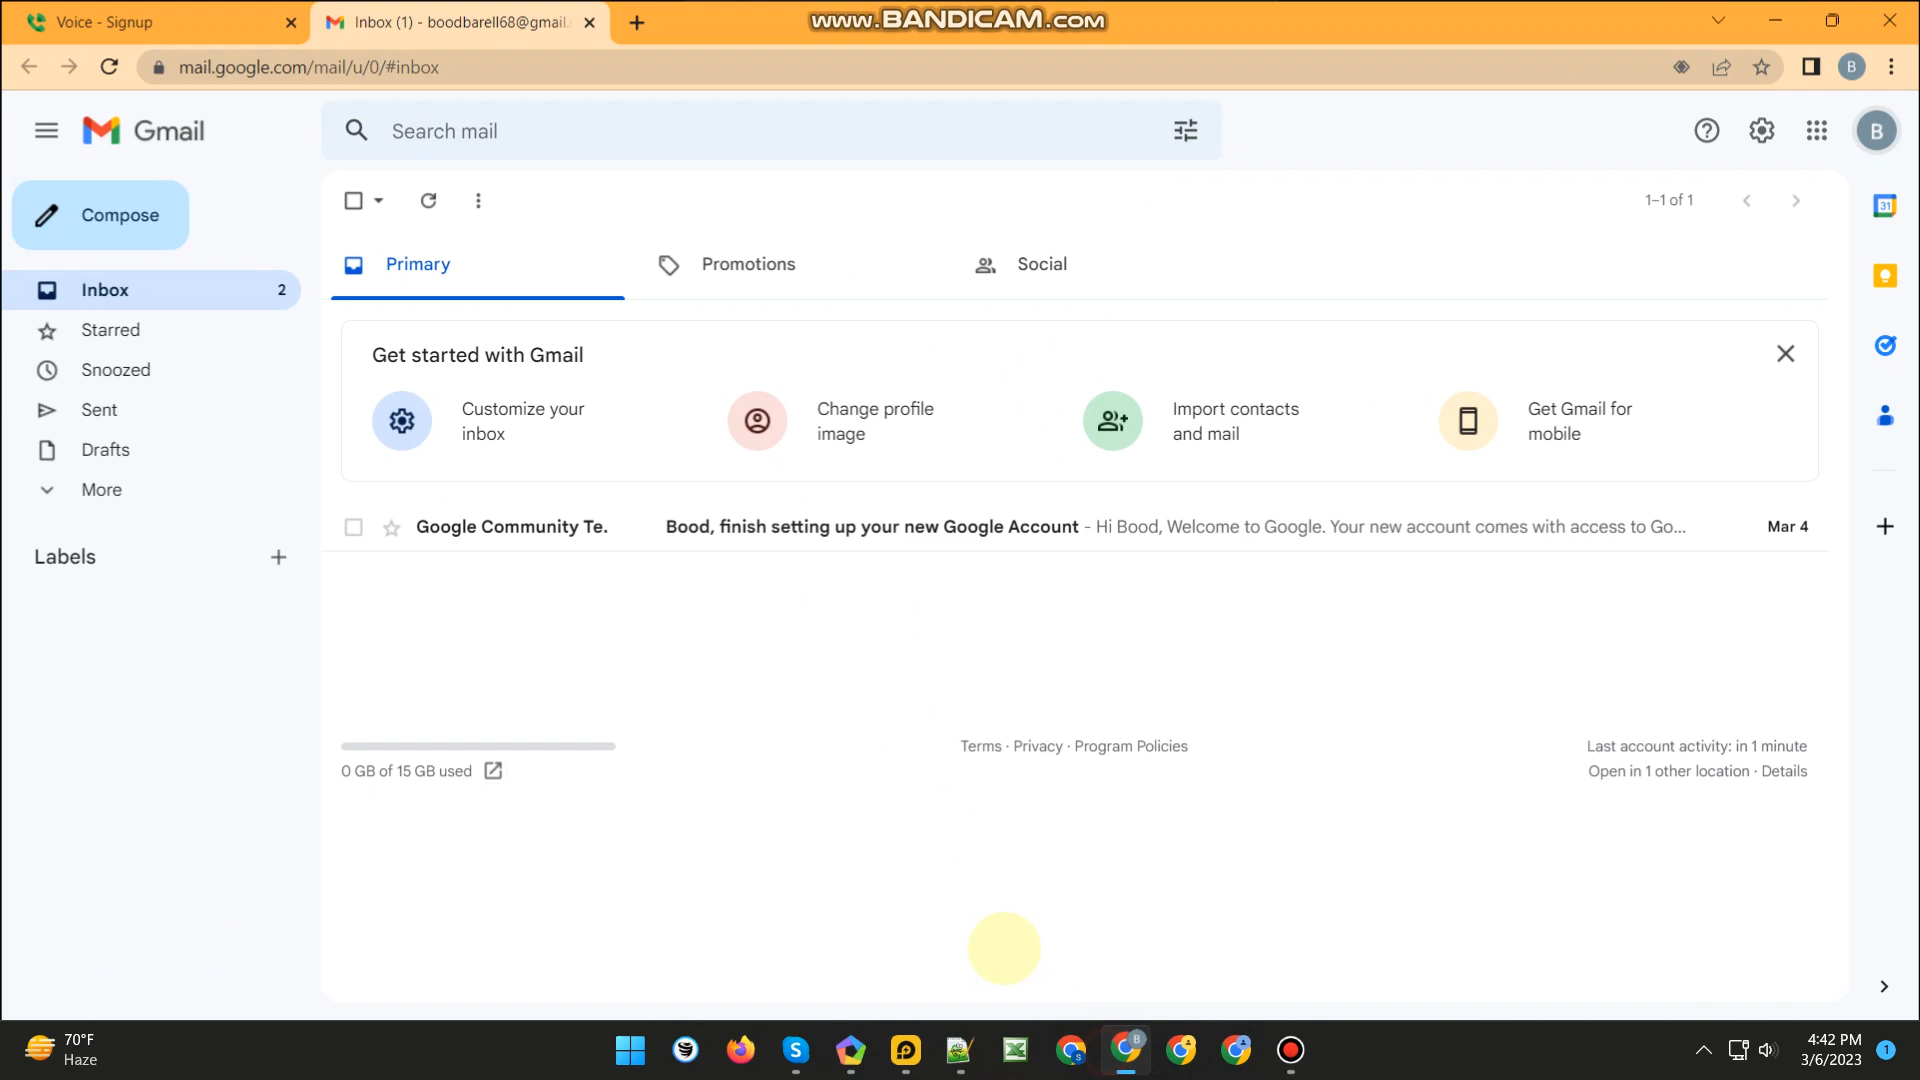 Voice - Signup
Inbox (1) - boodbarell68@gmail.
www.BANDICAM.com
mail.google.com/mail/u/0/#inbox
B
Gmail
Search mail
B
Compose
1–1 of 1
31
Primary
Promotions
Social
Inbox
2
Starred
Snoozed
Sent
Drafts
More
Labels
Get started with Gmail
Customize your
inbox
Change profile
image
Import contacts
and mail
Get Gmail for
mobile
Google Community Te.
Bood, finish setting up your new Google Account - Hi Bood, Welcome to Google. Your new account comes with access to Go...
Mar 4
0 GB of 15 GB used
Terms · Privacy · Program Policies
Last account activity: in 1 minute
Open in 1 other location · Details
70°F
Haze
S
B
4:42 PM
3/6/2023
1